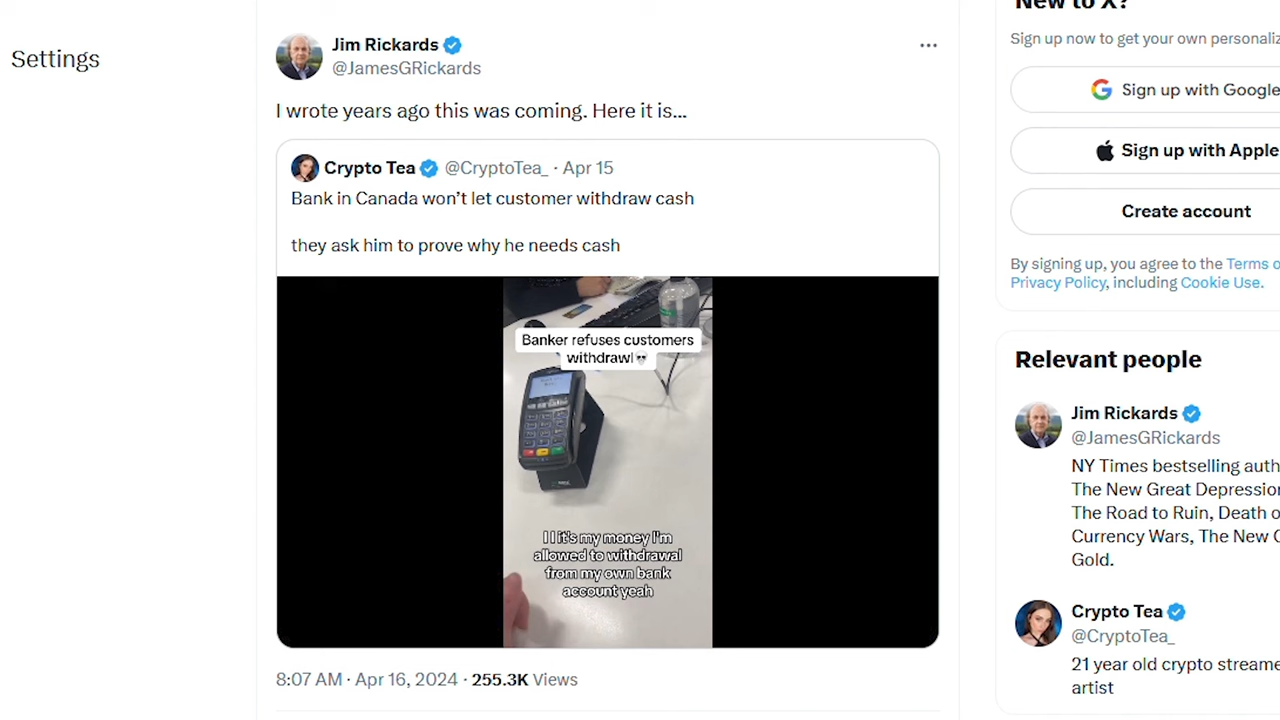 Settings
Jim Rickards
@JamesGRickards
I wrote years ago this was coming. Here it is...
Crypto Tea @CryptoTea_ · Apr 15
Bank in Canada won't let customer withdraw cash
they ask him to prove why he needs cash
Banker refuses customers
withdrawl💀
I I it's my money I'm
allowed to withdrawal
from my own bank
account yeah
8:07 AM · Apr 16, 2024 · 255.3K Views
New to X?
Sign up now to get your own personaliz
Sign up with Google
Sign up with Apple
Create account
By signing up, you agree to the Terms o
Privacy Policy, including Cookie Use.
Relevant people
Jim Rickards
@JamesGRickards
NY Times bestselling auth
The New Great Depression
The Road to Ruin, Death o
Currency Wars, The New C
Gold.
Crypto Tea
@CryptoTea_
21 year old crypto streame
artist